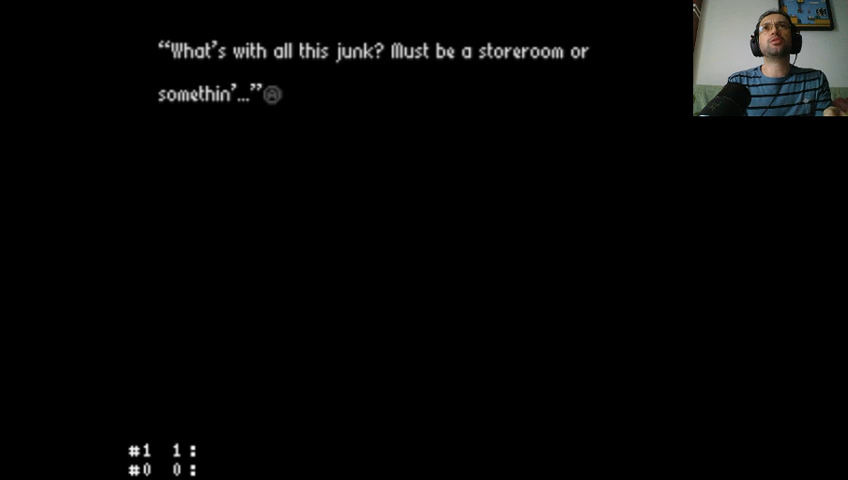 “What’s with all this junk? Must be a storeroom or
somethin’...”
#1 1:
#0 0: